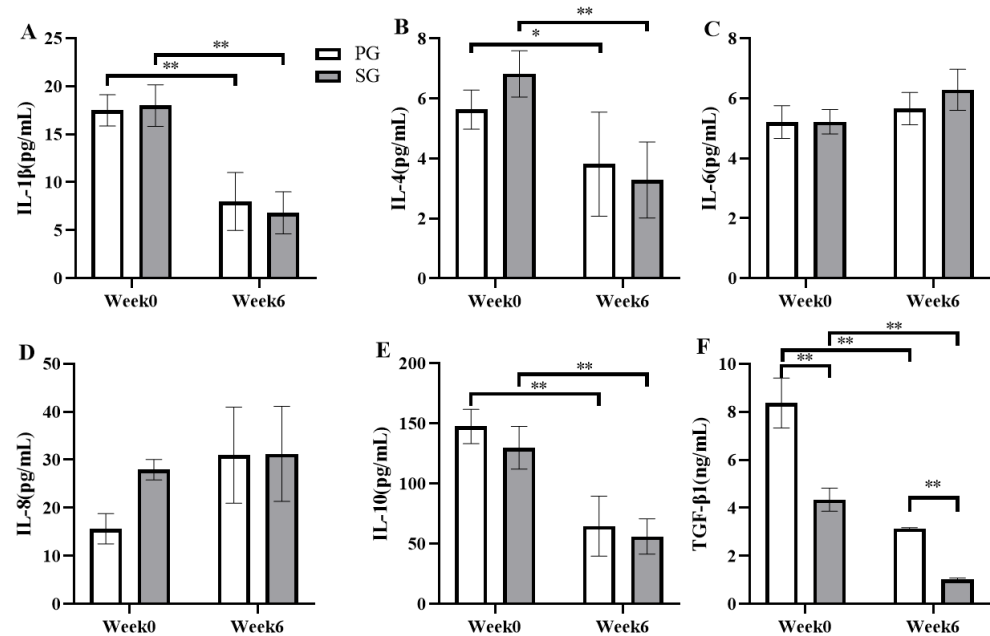 A
IL-1β(pg/mL)
25
20
15
10
5
0
**
**
Week0
Week6
PG
SG
B
IL-4(pg/mL)
8
6
4
2
0
*
**
Week0
Week6
C
IL-6(pg/mL)
8
6
4
2
0
Week0
Week6
D
IL-8(pg/mL)
50
40
30
20
10
0
Week0
Week6
E
IL-10(pg/mL)
200
150
100
50
0
**
**
Week0
Week6
F
TGF-β1(ng/mL)
10
8
6
4
2
0
**
**
**
**
Week0
Week6